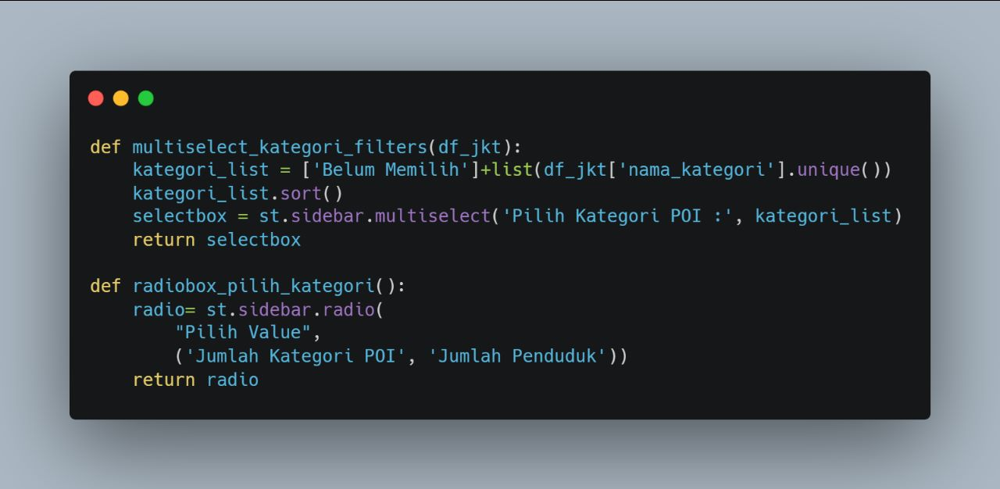 def multiselect_kategori_filters(df_jkt):
    kategori_list = ['Belum Memilih']+list(df_jkt['nama_kategori'].unique())
    kategori_list.sort()
    selectbox = st.sidebar.multiselect('Pilih Kategori POI :', kategori_list)
    return selectbox

def radiobox_pilih_kategori():
    radio= st.sidebar.radio(
        "Pilih Value",
        ('Jumlah Kategori POI', 'Jumlah Penduduk'))
    return radio